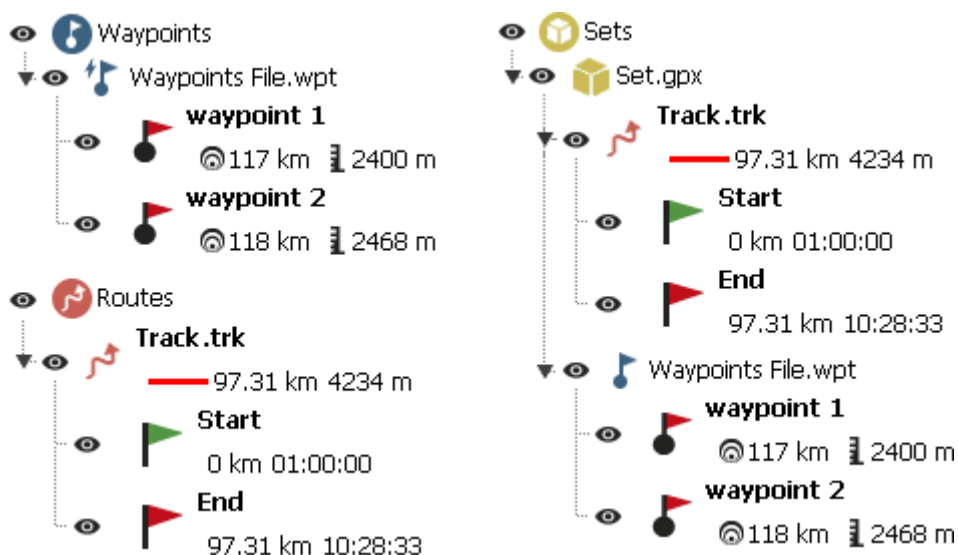 Waypoints
Waypoints File.wpt
waypoint 1
117 km 2400 m
waypoint 2
118 km 2468 m
Routes
Track.trk
97.31 km 4234 m
Start
0 km 01:00:00
End
97.31 km 10:28:33
Sets
Set.gpx
Track.trk
97.31 km 4234 m
Start
0 km 01:00:00
End
97.31 km 10:28:33
Waypoints File.wpt
waypoint 1
117 km 2400 m
waypoint 2
118 km 2468 m